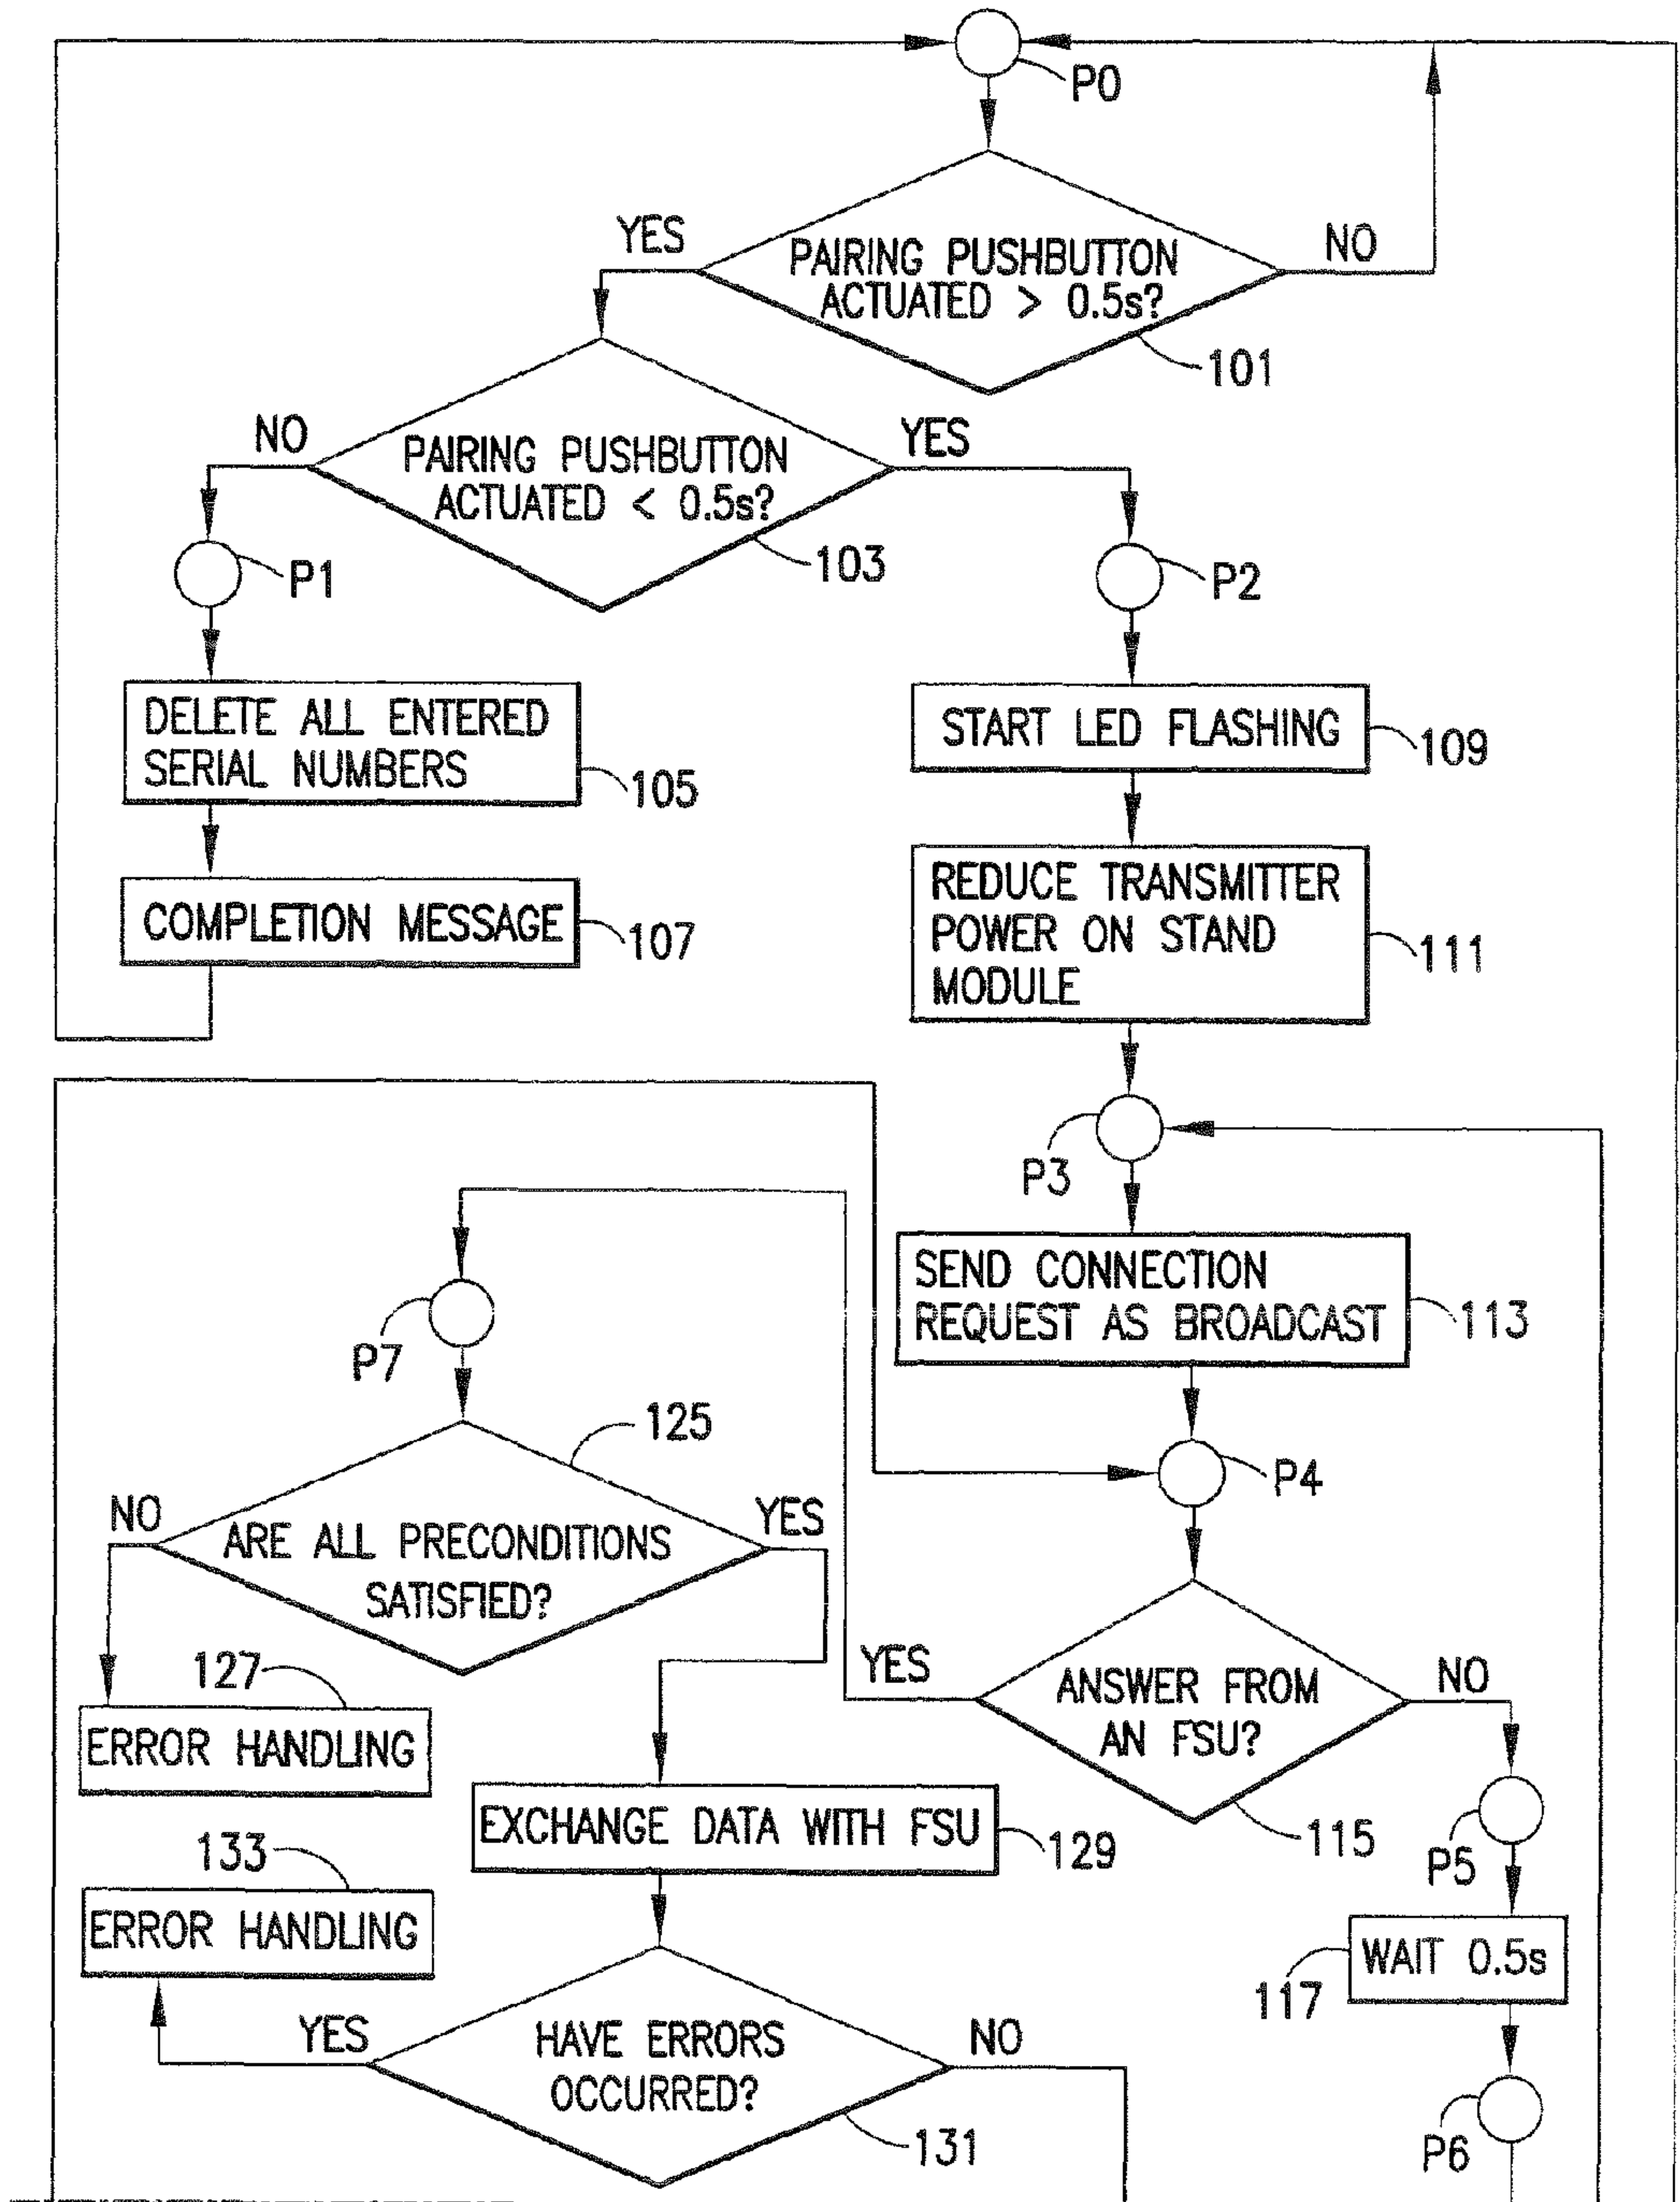 P0
YES
PAIRING PUSHBUTTON
ACTUATED > 0.5s?
NO
101
NO
PAIRING PUSHBUTTON
ACTUATED < 0.5s?
YES
103
P1
P2
DELETE ALL ENTERED
SERIAL NUMBERS
105
START LED FLASHING
109
COMPLETION MESSAGE
107
REDUCE TRANSMITTER
POWER ON STAND
MODULE
111
P3
SEND CONNECTION
REQUEST AS BROADCAST
113
P7
125
P4
NO
ARE ALL PRECONDITIONS
SATISFIED?
YES
YES
ANSWER FROM
AN FSU?
NO
115
127
ERROR HANDLING
EXCHANGE DATA WITH FSU
129
P5
133
ERROR HANDLING
WAIT 0.5s
117
YES
HAVE ERRORS
OCCURRED?
NO
131
P6